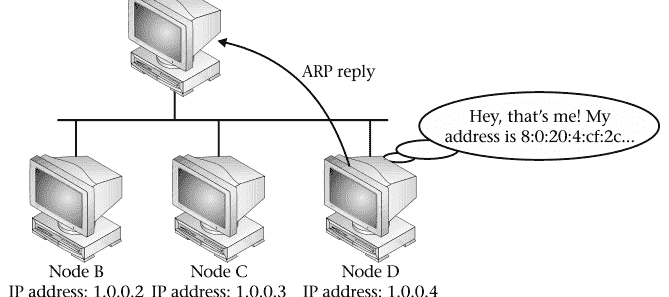 ARP reply
Hey, that's me! My
address is 8:0:20:4:cf:2c...
Node B
Node C
Node D
IP address: 1.0.0.2
IP address: 1.0.0.3
IP address: 1.0.0.4